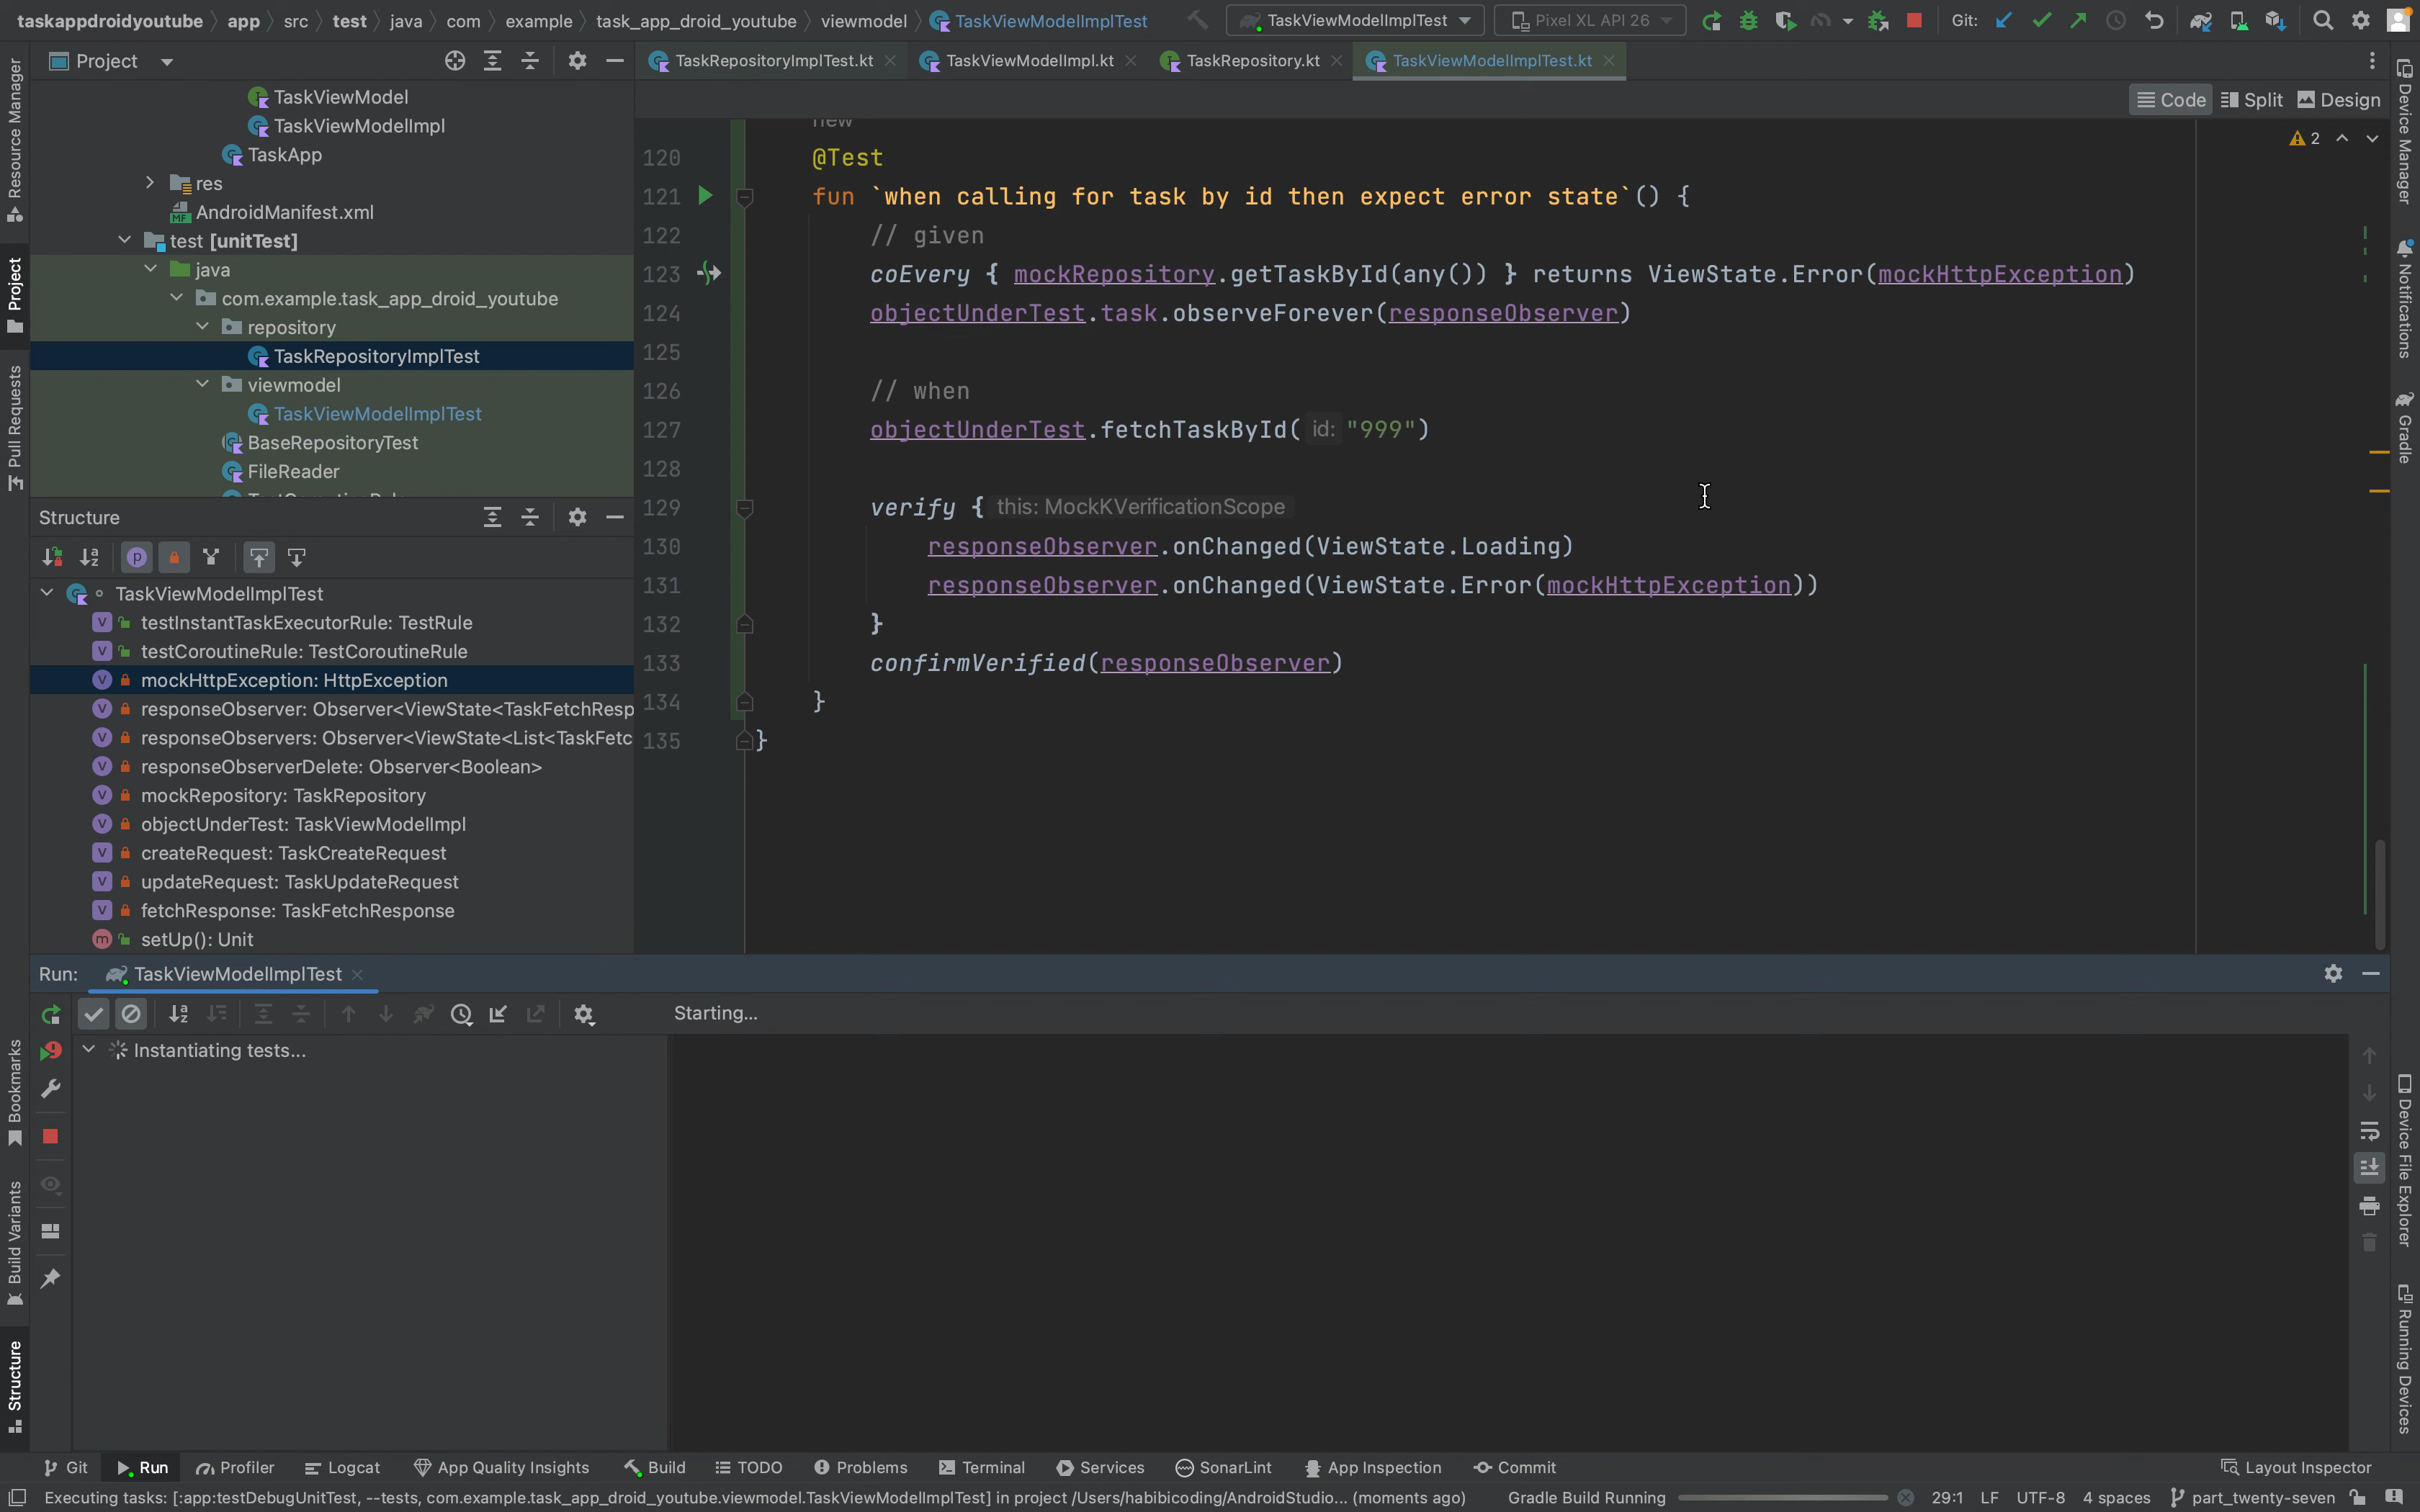 taskappdroidyoutube app src test java com example task_app_droid_youtube viewmodel TaskViewModelImplTest TaskViewModelImplTest Pixel XL API 26 Git:
Project
TaskRepositoryImplTest.kt TaskViewModelImpl.kt TaskRepository.kt TaskViewModelImplTest.kt
Code Split Design
TaskViewModel
TaskViewModelImpl
TaskApp
res
MF AndroidManifest.xml
test [unitTest]
java
com.example.task_app_droid_youtube
repository
TaskRepositoryImplTest
viewmodel
TaskViewModelImplTest
BaseRepositoryTest
FileReader
Structure
TaskViewModelImplTest
testInstantTaskExecutorRule: TestRule
testCoroutineRule: TestCoroutineRule
mockHttpException: HttpException
responseObserver: Observer<ViewState<TaskFetchResp
responseObservers: Observer<ViewState<List<TaskFetc
responseObserverDelete: Observer<Boolean>
mockRepository: TaskRepository
objectUnderTest: TaskViewModelImpl
createRequest: TaskCreateRequest
updateRequest: TaskUpdateRequest
fetchResponse: TaskFetchResponse
setUp(): Unit
new
2
120 @Test
121 fun `when calling for task by id then expect error state`() {
122 // given
123 coEvery { mockRepository.getTaskById(any()) } returns ViewState.Error(mockHttpException)
124 objectUnderTest.task.observeForever(responseObserver)
125
126 // when
127 objectUnderTest.fetchTaskById( id: "999")
128
129 verify { this: MockKVerificationScope
130 responseObserver.onChanged(ViewState.Loading)
131 responseObserver.onChanged(ViewState.Error(mockHttpException))
132 }
133 confirmVerified(responseObserver)
134 }
135 }
Run: TaskViewModelImplTest
Starting...
Instantiating tests...
Resource Manager
Project
Pull Requests
Bookmarks
Build Variants
Structure
Device Manager
Notifications
Gradle
Device File Explorer
Running Devices
Git Run Profiler Logcat App Quality Insights Build TODO Problems Terminal Services SonarLint App Inspection Commit Layout Inspector
Executing tasks: [:app:testDebugUnitTest, --tests, com.example.task_app_droid_youtube.viewmodel.TaskViewModelImplTest] in project /Users/habibicoding/AndroidStudio... (moments ago) Gradle Build Running 29:1 LF UTF-8 4 spaces part_twenty-seven